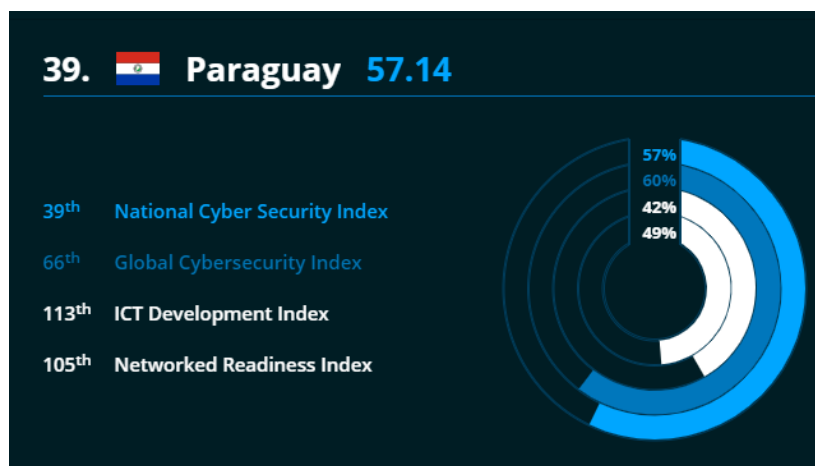 39. Paraguay 57.14
57%
60%
42%
49%
39th National Cyber Security Index
66th Global Cybersecurity Index
113th ICT Development Index
105th Networked Readiness Index